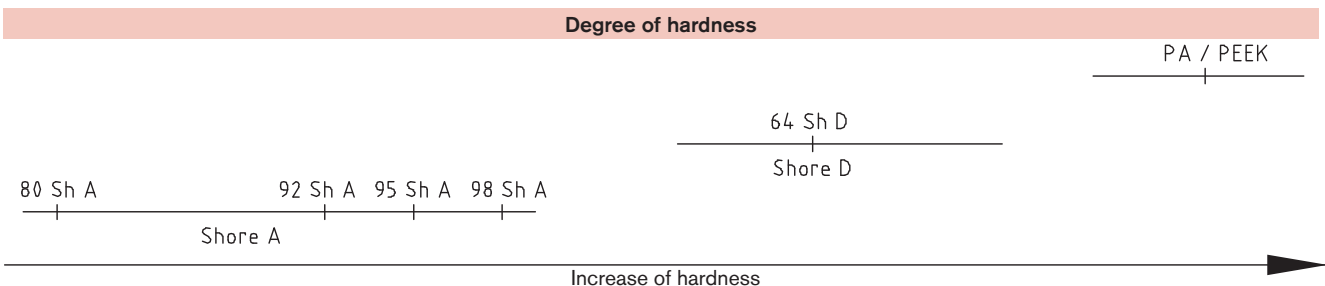 Degree of hardness
PA / PEEK
64 Sh D
Shore D
80 Sh A 92 Sh A 95 Sh A 98 Sh A
Shore A
Increase of hardness